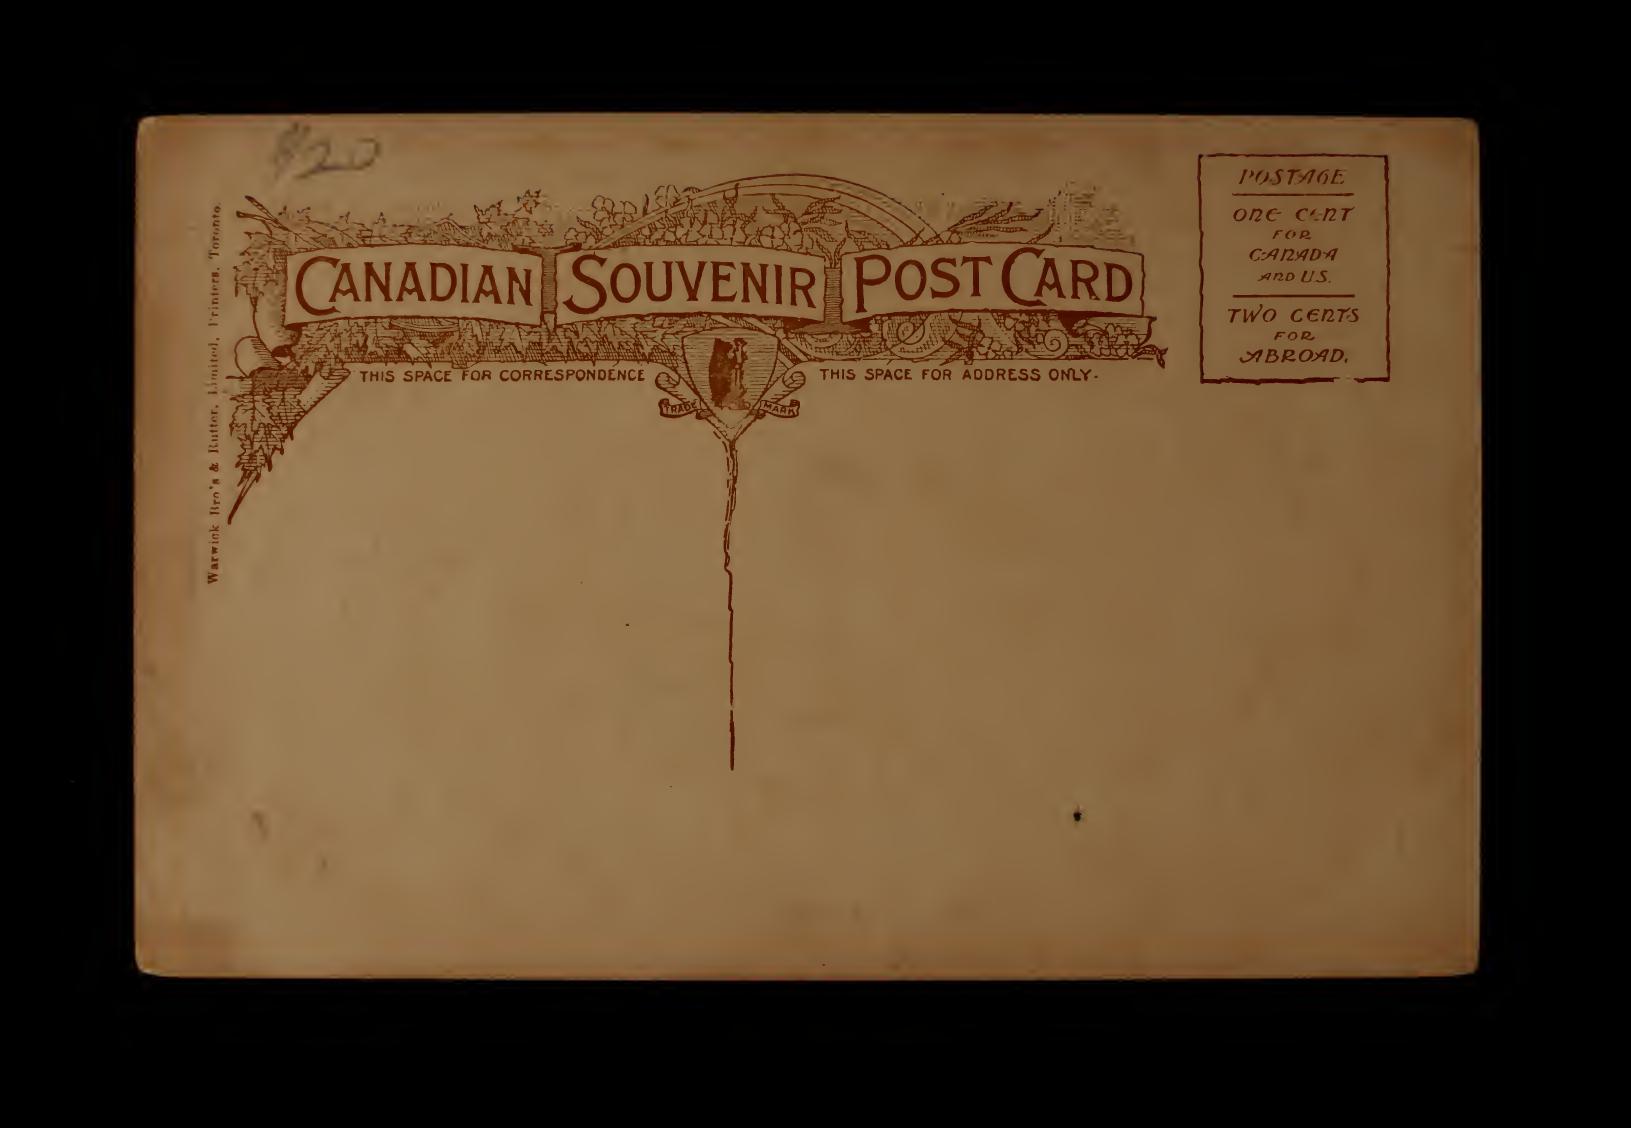 $20
Warwick Bro's & Rutter, Limited, Printers, Toronto.
CANADIAN SOUVENIR POST CARD
THIS SPACE FOR CORRESPONDENCE
THIS SPACE FOR ADDRESS ONLY.
TRADE MARK
POSTAGE
ONE CENT
FOR
CANADA
AND U.S.
TWO CENTS
FOR
ABROAD.